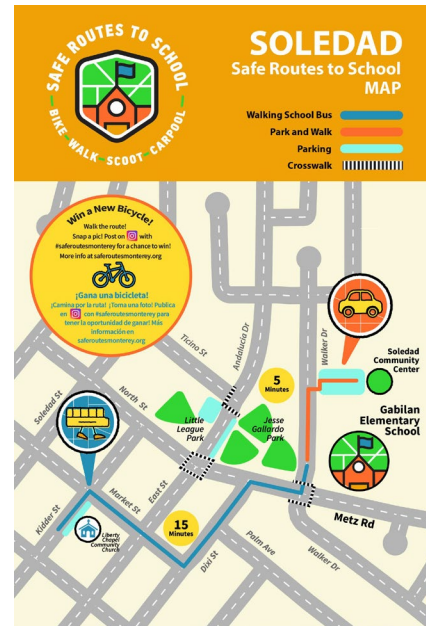 SAFE ROUTES TO SCHOOL
BIKE-WALK-SCOOT-CARPOOL
SOLEDAD
Safe Routes to School
MAP
Walking School Bus
Park and Walk
Parking
Crosswalk
Win a New Bicycle!
Walk the route!
Snap a pic! Post on with
#saferoutesmonterey for a chance to win!
More info at saferoutesmonterey.org
¡Gana una bicicleta!
¡Camina por la ruta! ¡Toma una foto! Publica
en con #saferoutesmonterey para
tener la oportunidad de ganar! Más
información en
saferoutesmonterey.org
Ticino St
Andalucia Dr
Walker Dr
Soledad
Community
Center
5
Minutes
Soledad St
North St
Little
League
Park
Jesse
Gallardo
Park
Gabilan
Elementary
School
East St
Market St
Kidder St
Liberty
Chapel
Community
Church
15
Minutes
Dixi St
Palm Ave
Metz Rd
Walker Dr